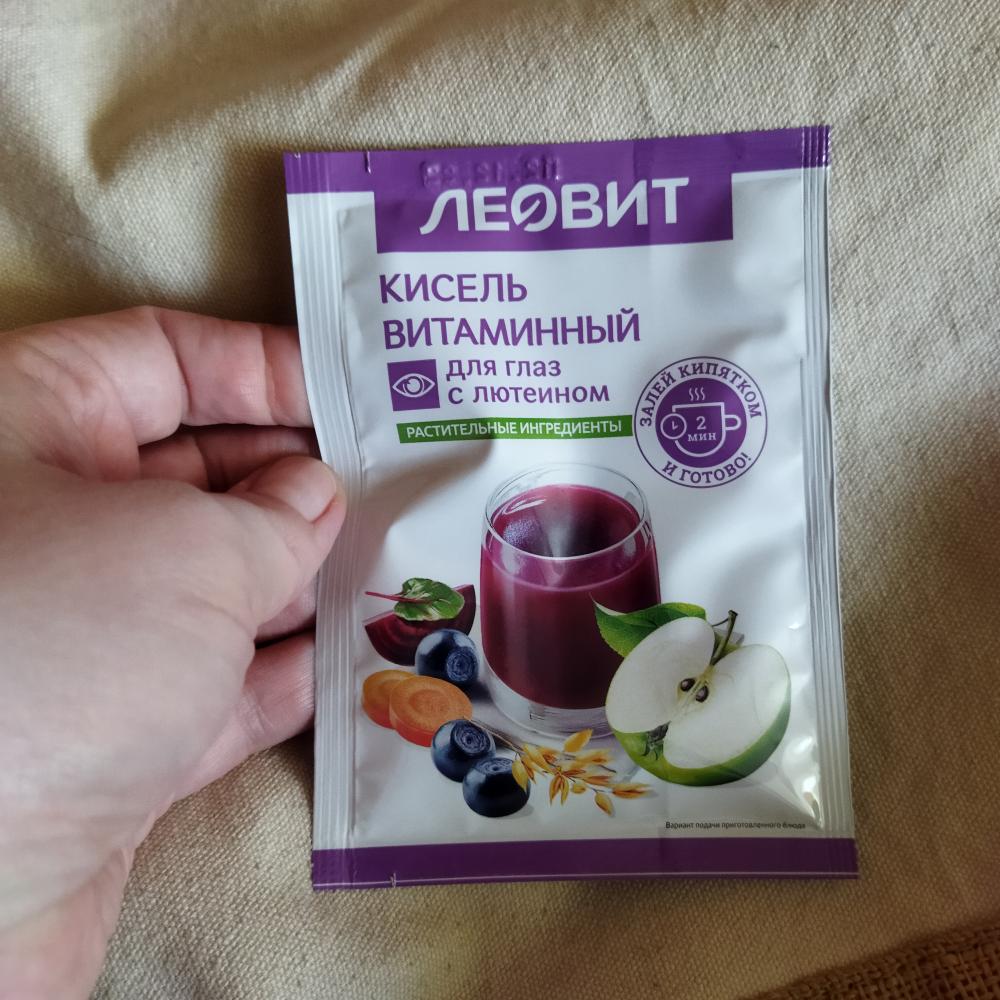 ЛЕОВИТ
КИСЕЛЬ
ВИТАМИННЫЙ
для глаз
с лютеином
РАСТИТЕЛЬНЫЕ ИНГРЕДИЕНТЫ
ЗАЛЕЙ КИПЯТКОМ
2
МИН
И ГОТОВО!
Вариант подачи приготовленного блюда